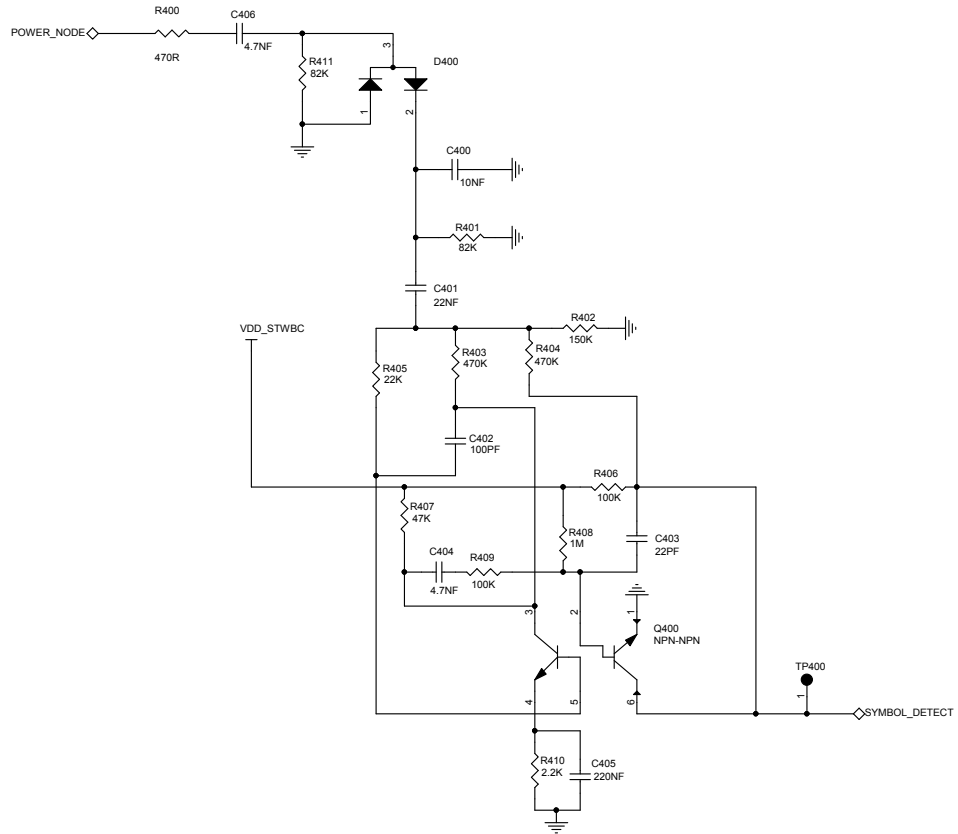 R400
C406
POWER_NODE
4.7NF
470R
R411
82K
3
D400
1
2
C400
10NF
R401
82K
C401
22NF
VDD_STWBC
R402
150K
R403
470K
R404
470K
R405
22K
C402
100PF
R406
100K
R407
47K
R408
1M
C403
22PF
C404
4.7NF
R409
100K
3
2
1
Q400
NPN-NPN
4
5
6
TP400
1
SYMBOL_DETECT
R410
2.2K
C405
220NF